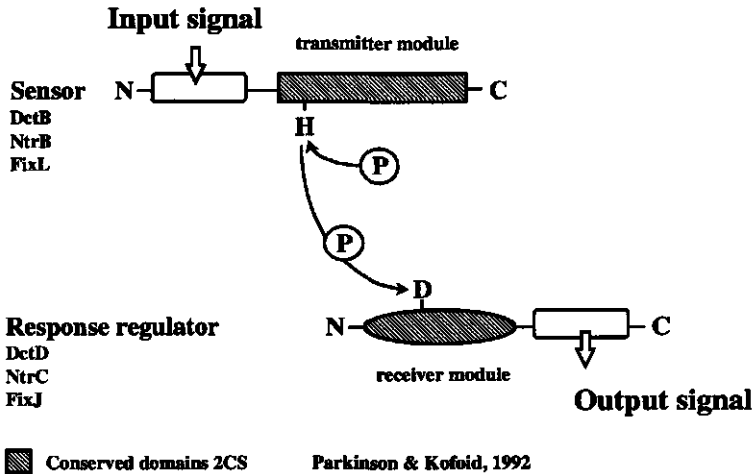 Input signal
transmitter module
Sensor N C
DctB
NtrB
FixL
H
P
P
D
Response regulator N C
DctD
NtrC
FixJ
receiver module
Output signal
Conserved domains 2CS Parkinson & Kofoid, 1992